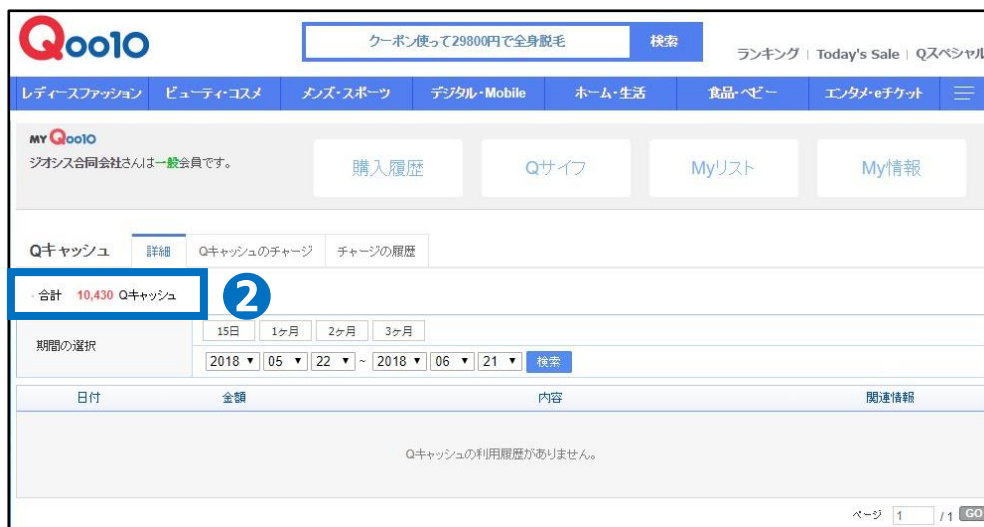 Qoo10
クーポン使って29800円で全身脱毛 検索
ランキング | Today's Sale | Qスペシャル
レディースファッション ビューティ・コスメ メンズ・スポーツ デジタル・Mobile ホーム・生活 食品・ベビー エンタメ・eチケット
MY Qoo10
ジオシス合同会社さんは一般会員です。
購入履歴 Qサイフ Myリスト My情報
Qキャッシュ 詳細 Qキャッシュのチャージ チャージの履歴
合計 10,430 Qキャッシュ
2
期間の選択
15日 1ヶ月 2ヶ月 3ヶ月
2018 ▼ 05 ▼ 22 ▼ ~ 2018 ▼ 06 ▼ 21 ▼ 検索
日付 金額 内容 関連情報
Qキャッシュの利用履歴がありません。
ページ 1 / 1 GO